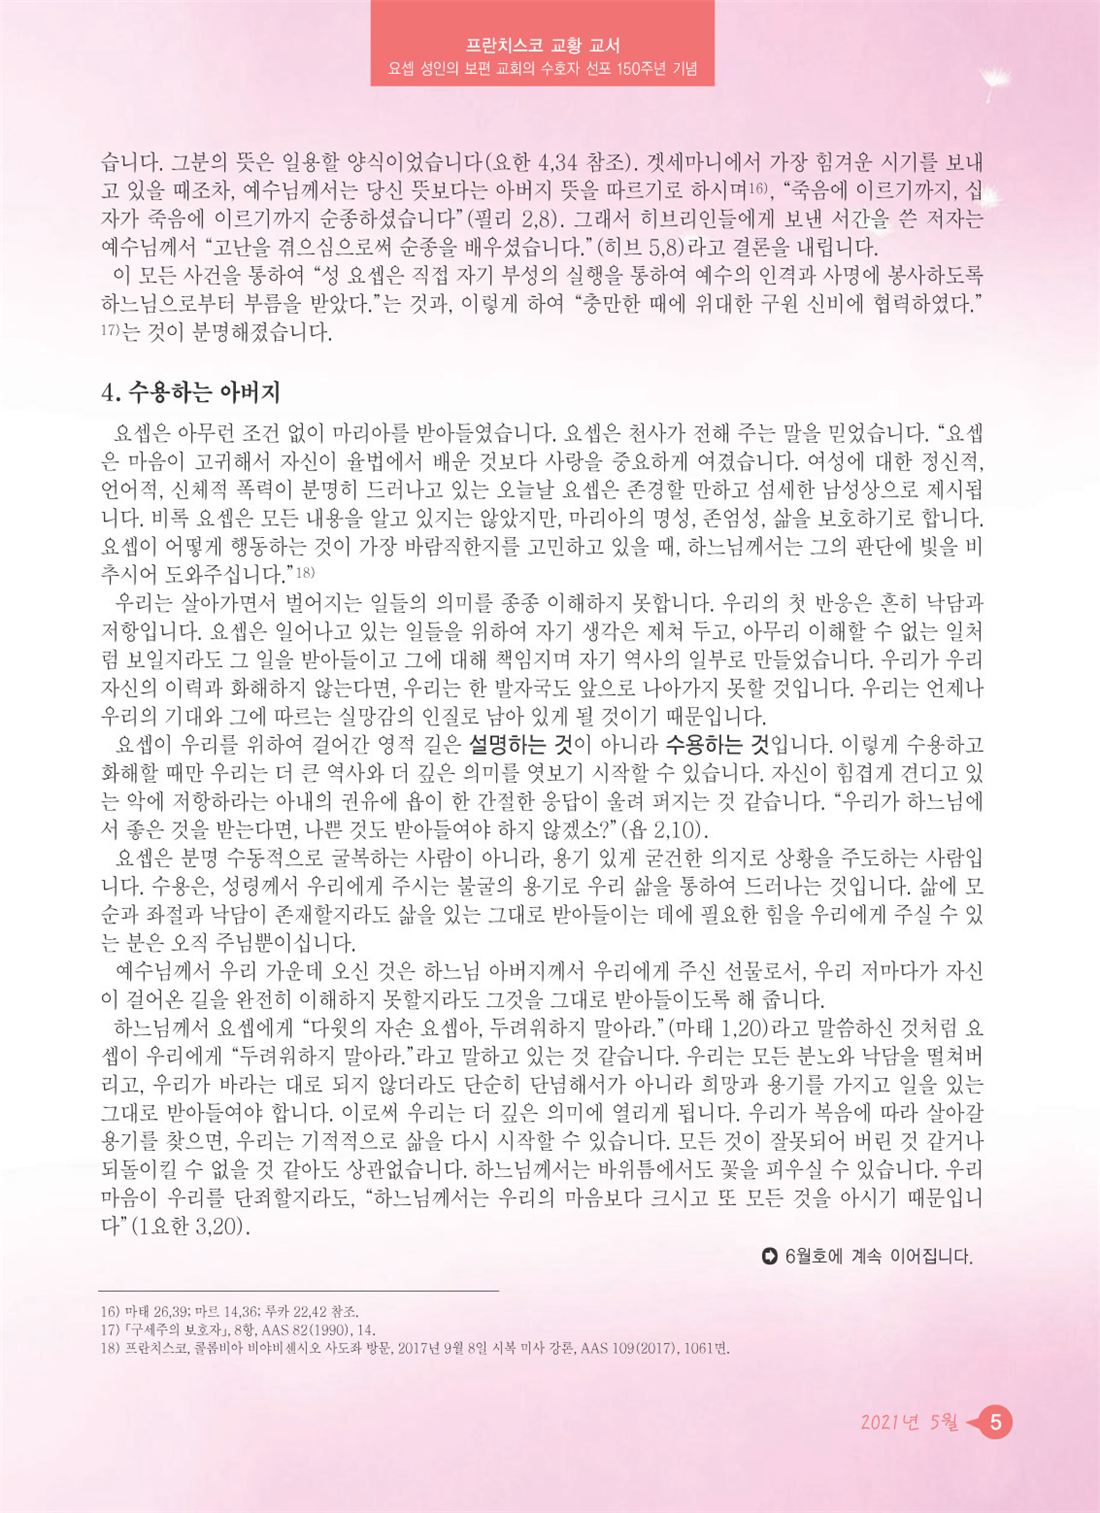 프란치스코 교황 교서
요셉 성인의 보편 교회의 수호자 선포 150주년 기념
습니다. 그분의 뜻은 일용할 양식이었습니다(요한 4,34 참조). 겟세마니에서 가장 힘겨운 시기를 보내
고 있을 때조차, 예수님께서는 당신 뜻보다는 아버지 뜻을 따르기로 하시며16), “죽음에 이르기까지, 십
자가 죽음에 이르기까지 순종하셨습니다”(필리 2,8). 그래서 히브리인들에게 보낸 서간을 쓴 저자는
예수님께서 “고난을 겪으심으로써 순종을 배우셨습니다.”(히브 5,8)라고 결론을 내립니다.
이 모든 사건을 통하여 “성 요셉은 직접 자기 부성의 실행을 통하여 예수의 인격과 사명에 봉사하도록
하느님으로부터 부름을 받았다.”는 것과, 이렇게 하여 “충만한 때에 위대한 구원 신비에 협력하였다.”
17)는 것이 분명해졌습니다.
4. 수용하는 아버지
요셉은 아무런 조건 없이 마리아를 받아들였습니다. 요셉은 천사가 전해 주는 말을 믿었습니다. “요셉
은 마음이 고귀해서 자신이 율법에서 배운 것보다 사랑을 중요하게 여겼습니다. 여성에 대한 정신적,
언어적, 신체적 폭력이 분명히 드러나고 있는 오늘날 요셉은 존경할 만하고 섬세한 남성상으로 제시됩
니다. 비록 요셉은 모든 내용을 알고 있지는 않았지만, 마리아의 명성, 존엄성, 삶을 보호하기로 합니다.
요셉이 어떻게 행동하는 것이 가장 바람직한지를 고민하고 있을 때, 하느님께서는 그의 판단에 빛을 비
추시어 도와주십니다.”18)
우리는 살아가면서 벌어지는 일들의 의미를 종종 이해하지 못합니다. 우리의 첫 반응은 흔히 낙담과
저항입니다. 요셉은 일어나고 있는 일들을 위하여 자기 생각은 제쳐 두고, 아무리 이해할 수 없는 일처
럼 보일지라도 그 일을 받아들이고 그에 대해 책임지며 자기 역사의 일부로 만들었습니다. 우리가 우리
자신의 이력과 화해하지 않는다면, 우리는 한 발자국도 앞으로 나아가지 못할 것입니다. 우리는 언제나
우리의 기대와 그에 따르는 실망감의 인질로 남아 있게 될 것이기 때문입니다.
요셉이 우리를 위하여 걸어간 영적 길은 설명하는 것이 아니라 수용하는 것입니다. 이렇게 수용하고
화해할 때만 우리는 더 큰 역사와 더 깊은 의미를 엿보기 시작할 수 있습니다. 자신이 힘겹게 견디고 있
는 악에 저항하라는 아내의 권유에 욥이 한 간절한 응답이 울려 퍼지는 것 같습니다. “우리가 하느님에
서 좋은 것을 받는다면, 나쁜 것도 받아들여야 하지 않겠소?”(욥 2,10).
요셉은 분명 수동적으로 굴복하는 사람이 아니라, 용기 있게 굳건한 의지로 상황을 주도하는 사람입
니다. 수용은, 성령께서 우리에게 주시는 불굴의 용기로 우리 삶을 통하여 드러나는 것입니다. 삶에 모
순과 좌절과 낙담이 존재할지라도 삶을 있는 그대로 받아들이는 데에 필요한 힘을 우리에게 주실 수 있
는 분은 오직 주님뿐이십니다.
예수님께서 우리 가운데 오신 것은 하느님 아버지께서 우리에게 주신 선물로서, 우리 저마다가 자신
이 걸어온 길을 완전히 이해하지 못할지라도 그것을 그대로 받아들이도록 해 줍니다.
하느님께서 요셉에게 “다윗의 자손 요셉아, 두려워하지 말아라.”(마태 1,20)라고 말씀하신 것처럼 요
셉이 우리에게 “두려워하지 말아라.”라고 말하고 있는 것 같습니다. 우리는 모든 분노와 낙담을 떨쳐버
리고, 우리가 바라는 대로 되지 않더라도 단순히 단념해서가 아니라 희망과 용기를 가지고 일을 있는
그대로 받아들여야 합니다. 이로써 우리는 더 깊은 의미에 열리게 됩니다. 우리가 복음에 따라 살아갈
용기를 찾으면, 우리는 기적적으로 삶을 다시 시작할 수 있습니다. 모든 것이 잘못되어 버린 것 같거나
되돌이킬 수 없을 것 같아도 상관없습니다. 하느님께서는 바위틈에서도 꽃을 피우실 수 있습니다. 우리
마음이 우리를 단죄할지라도, “하느님께서는 우리의 마음보다 크시고 또 모든 것을 아시기 때문입니
다”(1요한 3,20).
6월호에 계속 이어집니다.
16) 마태 26,39; 마르 14,36; 루카 22,42 참조.
17) 「구세주의 보호자」, 8항, AAS 82(1990), 14.
18) 프란치스코, 콜롬비아 비야비센시오 사도좌 방문, 2017년 9월 8일 시복 미사 강론, AAS 109(2017), 1061면.
2021년 5월 5